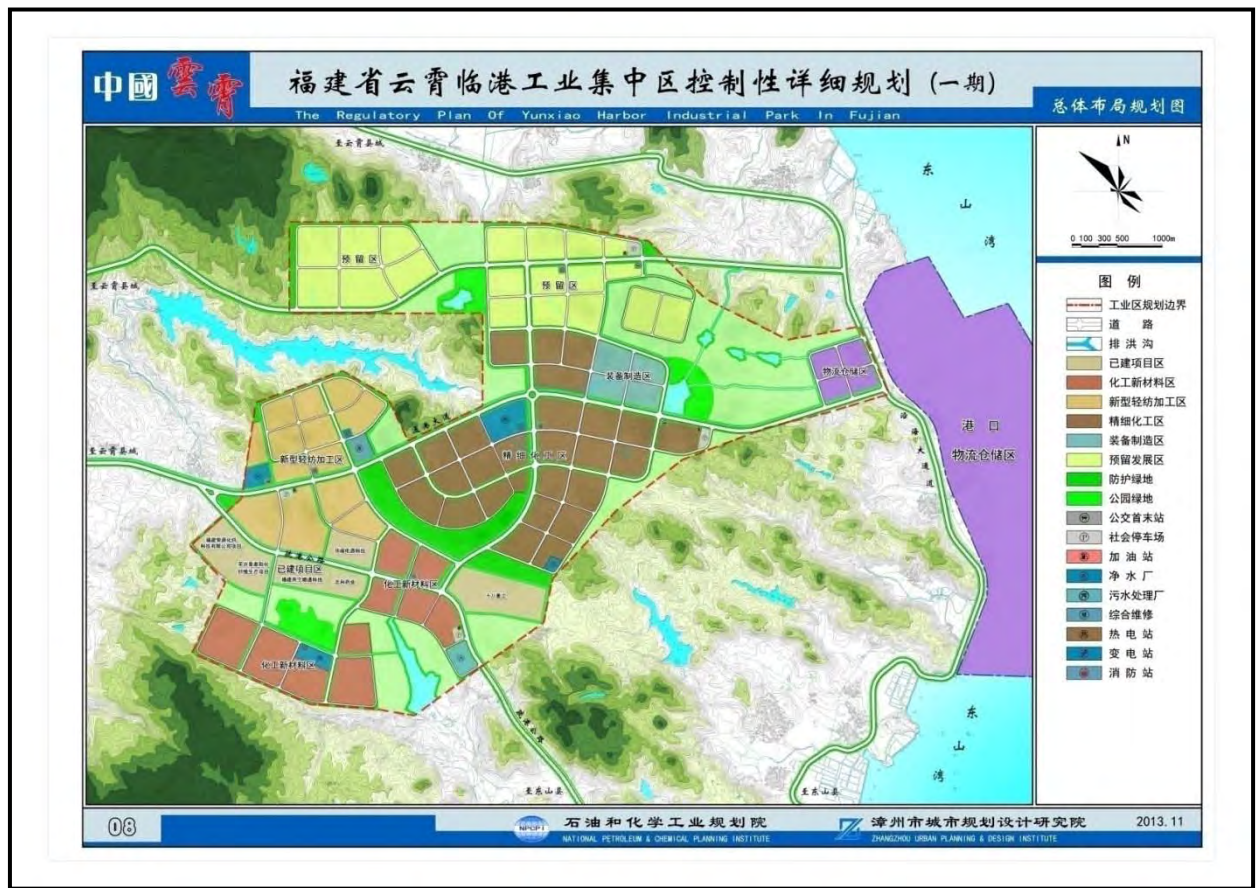 中國雲霄
福建省云霄临港工业集中区控制性详细规划（一期）
The Regulatory Plan Of Yunxiao Harbor Industrial Park In Fujian
总体布局规划图
至云霄县城
东山湾
N
0 100 300 500 1000m
图 例
工业区规划边界
道 路
排 洪 沟
已建项目区
化工新材料区
新型轻纺加工区
精细化工区
装备制造区
预留发展区
防护绿地
公园绿地
公交首末站
社会停车场
加 油 站
净 水 厂
污水处理厂
综合维修
热 电 站
变 电 站
消 防 站
预留区
预留区
至云霄县城
装备制造区
物流仓储区
港口
物流仓储区
沿海大通道
至云霄县城
精细化工区
新型轻纺加工区
已建项目区
化工新材料区
化工新材料区
至东山县
至东山县
东山湾
08
NPCPI
石油和化学工业规划院
NATIONAL PETROLEUM & CHEMICAL PLANNING INSTITUTE
漳州市城市规划设计研究院
ZHANGZHOU URBAN PLANNING & DESIGN INSTITUTE
2013.11